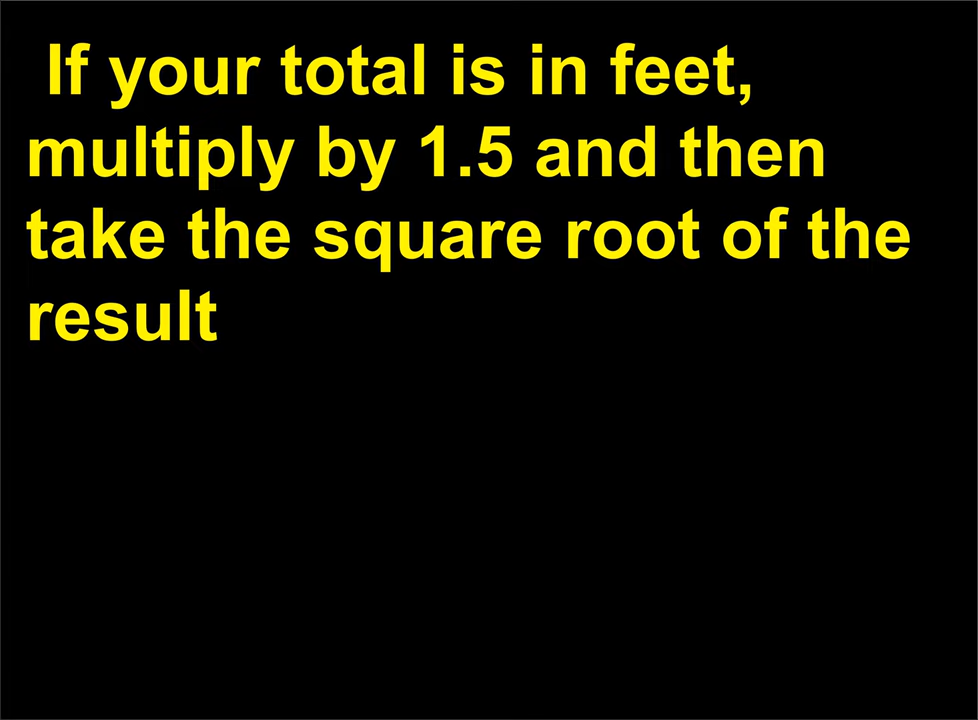 If your total is in feet,
multiply by 1.5 and then
take the square root of the
result